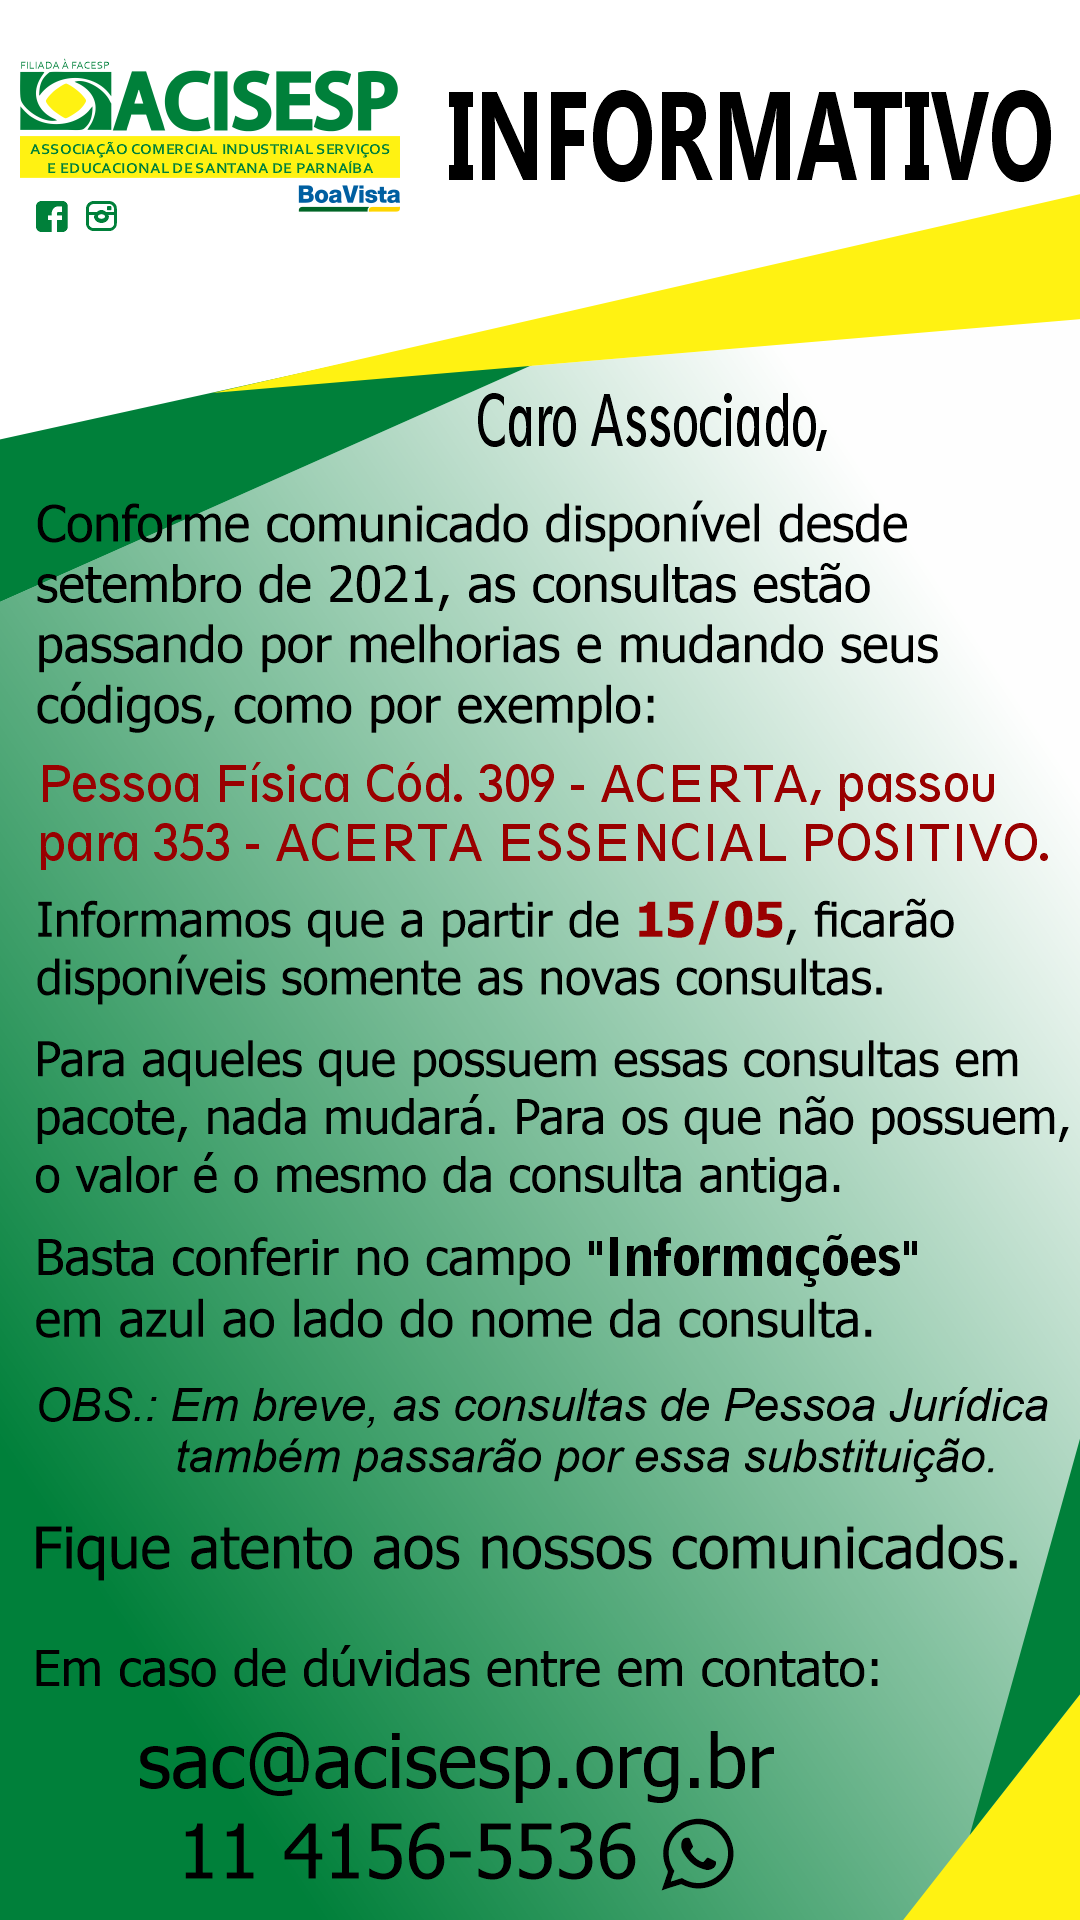 FILIADA À FACESP
ACISESP
ASSOCIAÇÃO COMERCIAL INDUSTRIAL SERVIÇOS
E EDUCACIONAL DE SANTANA DE PARNAÍBA
BoaVista
INFORMATIVO
Caro Associado,
Conforme comunicado disponível desde
setembro de 2021, as consultas estão
passando por melhorias e mudando seus
códigos, como por exemplo:
Pessoa Física Cód. 309 - ACERTA, passou
para 353 - ACERTA ESSENCIAL POSITIVO.
Informamos que a partir de 15/05, ficarão
disponíveis somente as novas consultas.
Para aqueles que possuem essas consultas em
pacote, nada mudará. Para os que não possuem,
o valor é o mesmo da consulta antiga.
Basta conferir no campo "Informações"
em azul ao lado do nome da consulta.
OBS.: Em breve, as consultas de Pessoa Jurídica
também passarão por essa substituição.
Fique atento aos nossos comunicados.
Em caso de dúvidas entre em contato:
sac@acisesp.org.br
11 4156-5536